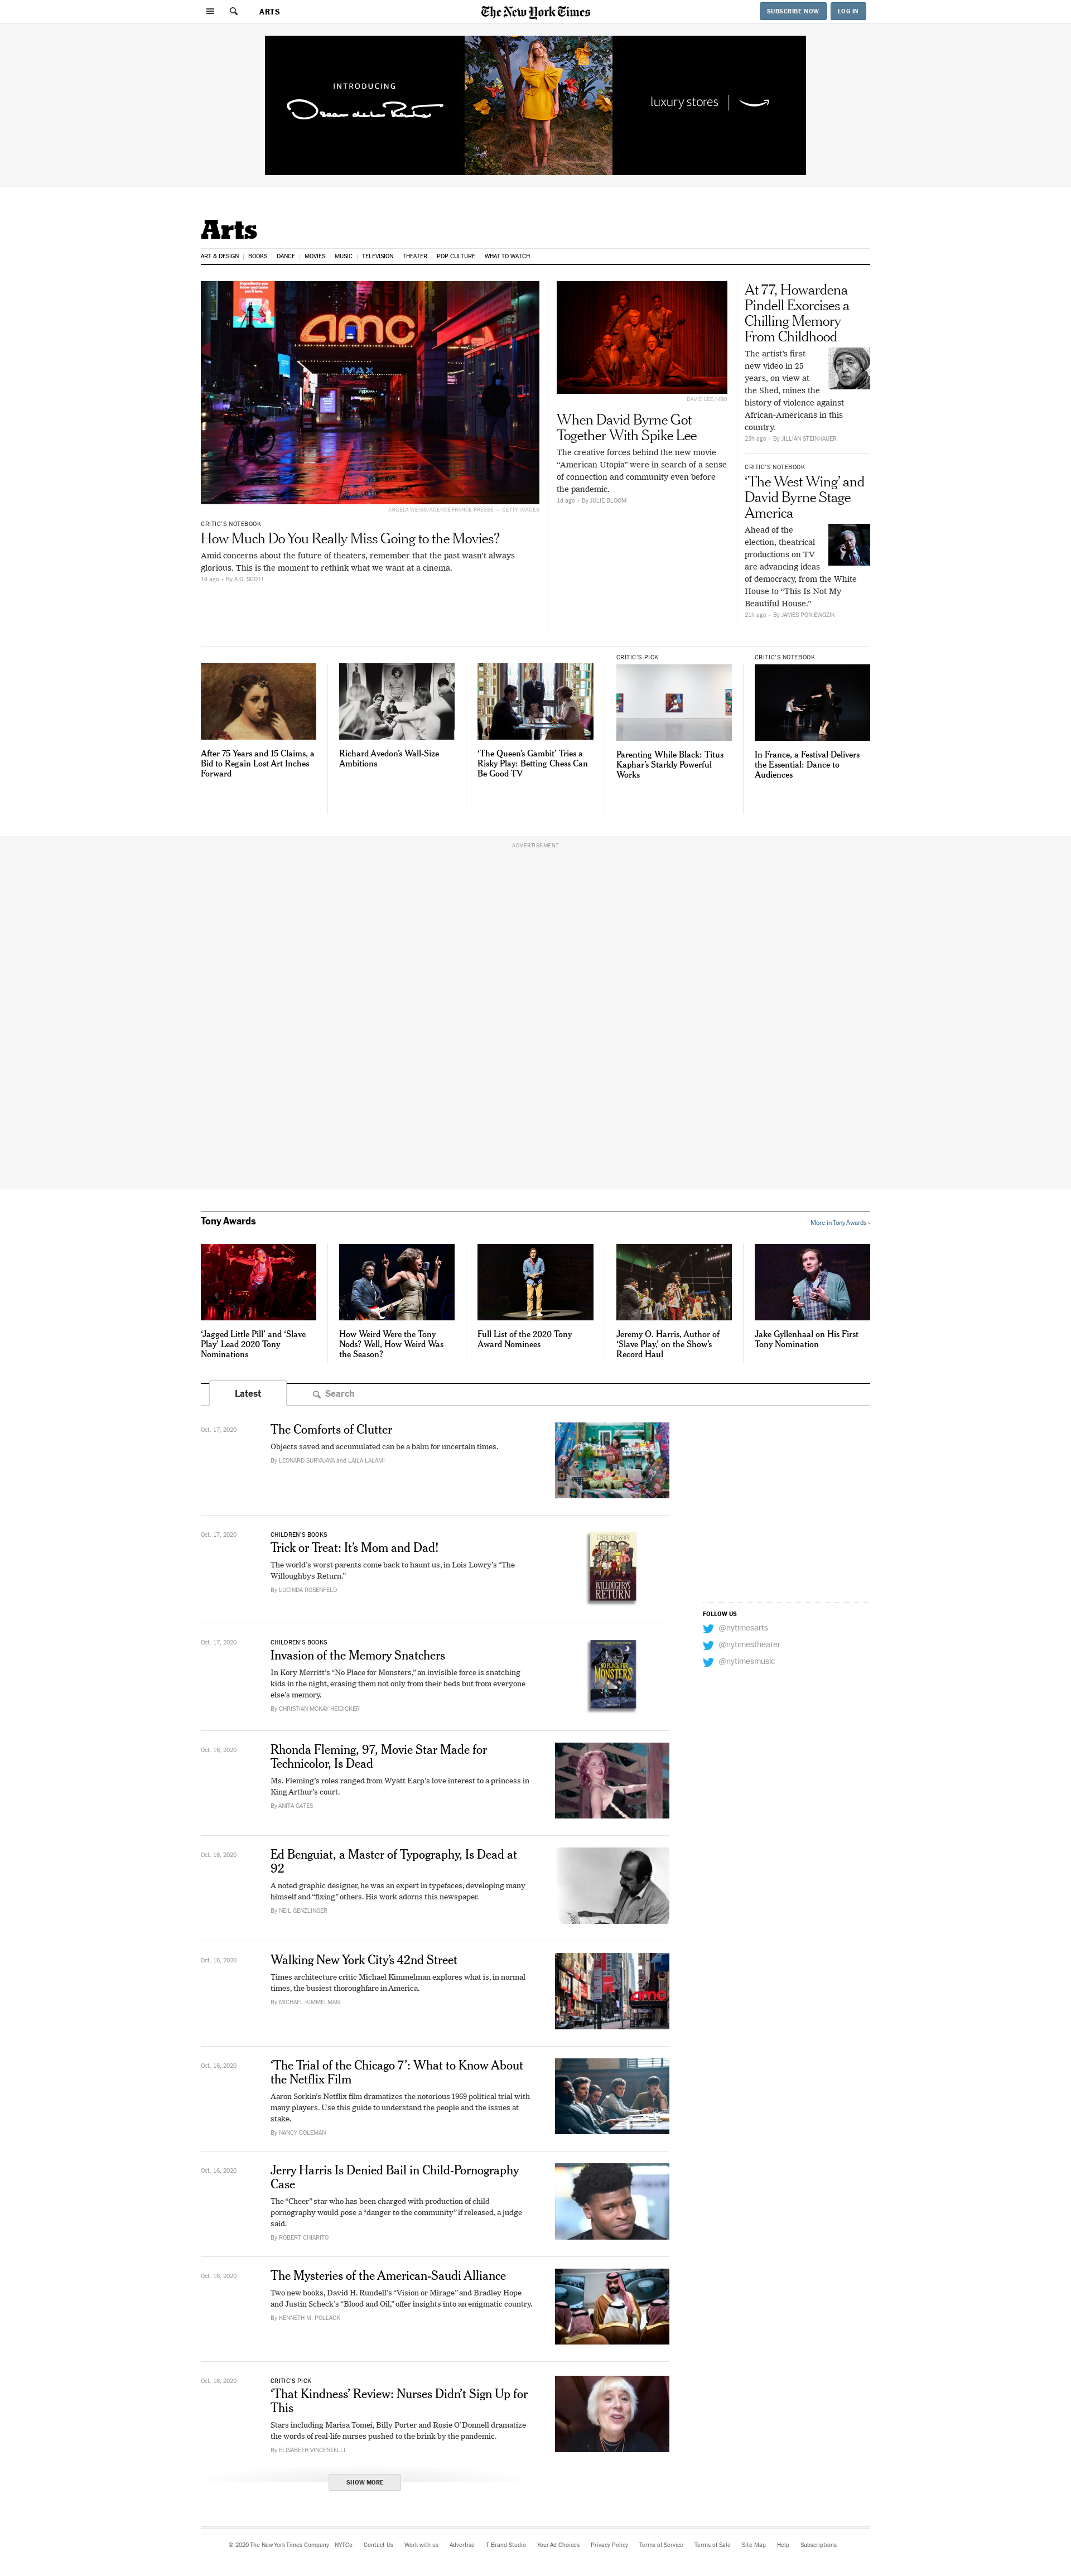 ARTS
The New York Times
SUBSCRIBE NOW
LOG IN
INTRODUCING
Oscar de la Renta
luxury stores
Arts
ART & DESIGN
BOOKS
DANCE
MOVIES
MUSIC
TELEVISION
THEATER
POP CULTURE
WHAT TO WATCH
amc
IMAX
ANGELA WEISS/AGENCE FRANCE-PRESSE — GETTY IMAGES
CRITIC'S NOTEBOOK
How Much Do You Really Miss Going to the Movies?
Amid concerns about the future of theaters, remember that the past wasn't always
glorious. This is the moment to rethink what we want at a cinema.
1d ago - By A.O. SCOTT
DAVID LEE/HBO
When David Byrne Got
Together With Spike Lee
The creative forces behind the new movie
“American Utopia” were in search of a sense
of connection and community even before
the pandemic.
1d ago - By JULIE BLOOM
At 77, Howardena
Pindell Exorcises a
Chilling Memory
From Childhood
The artist's first
new video in 25
years, on view at
the Shed, mines the
history of violence against
African-Americans in this
country.
23h ago - By JILLIAN STEINHAUER
CRITIC'S NOTEBOOK
‘The West Wing’ and
David Byrne Stage
America
Ahead of the
election, theatrical
productions on TV
are advancing ideas
of democracy, from the White
House to “This Is Not My
Beautiful House.”
21h ago - By JAMES PONIEWOZIK
After 75 Years and 15 Claims, a
Bid to Regain Lost Art Inches
Forward
Richard Avedon’s Wall-Size
Ambitions
‘The Queen’s Gambit’ Tries a
Risky Play: Betting Chess Can
Be Good TV
CRITIC'S PICK
Parenting While Black: Titus
Kaphar’s Starkly Powerful
Works
CRITIC'S NOTEBOOK
In France, a Festival Delivers
the Essential: Dance to
Audiences
ADVERTISEMENT
Tony Awards
More in Tony Awards ›
‘Jagged Little Pill’ and ‘Slave
Play’ Lead 2020 Tony
Nominations
How Weird Were the Tony
Nods? Well, How Weird Was
the Season?
Full List of the 2020 Tony
Award Nominees
Jeremy O. Harris, Author of
‘Slave Play,’ on the Show’s
Record Haul
Jake Gyllenhaal on His First
Tony Nomination
Latest
Search
Oct. 17, 2020
The Comforts of Clutter
Objects saved and accumulated can be a balm for uncertain times.
By LEONARD SURYAJAYA and LAILA LALAMI
Oct. 17, 2020
CHILDREN'S BOOKS
Trick or Treat: It’s Mom and Dad!
The world's worst parents come back to haunt us, in Lois Lowry's “The
Willoughbys Return.”
By LUCINDA ROSENFELD
LOIS LOWRY
THE
WILLOUGHBYS
RETURN
Oct. 17, 2020
CHILDREN'S BOOKS
Invasion of the Memory Snatchers
In Kory Merritt's “No Place for Monsters,” an invisible force is snatching
kids in the night, erasing them not only from their beds but from everyone
else's memory.
By CHRISTIAN MCKAY HEIDICKER
NO PLACE FOR
MONSTERS
FOLLOW US
@nytimesarts
@nytimestheater
@nytimesmusic
Oct. 16, 2020
Rhonda Fleming, 97, Movie Star Made for
Technicolor, Is Dead
Ms. Fleming's roles ranged from Wyatt Earp's love interest to a princess in
King Arthur's court.
By ANITA GATES
Oct. 16, 2020
Ed Benguiat, a Master of Typography, Is Dead at
92
A noted graphic designer, he was an expert in typefaces, developing many
himself and “fixing” others. His work adorns this newspaper.
By NEIL GENZLINGER
Oct. 16, 2020
Walking New York City’s 42nd Street
Times architecture critic Michael Kimmelman explores what is, in normal
times, the busiest thoroughfare in America.
By MICHAEL KIMMELMAN
amc
Oct. 16, 2020
‘The Trial of the Chicago 7’: What to Know About
the Netflix Film
Aaron Sorkin's Netflix film dramatizes the notorious 1969 political trial with
many players. Use this guide to understand the people and the issues at
stake.
By NANCY COLEMAN
Oct. 16, 2020
Jerry Harris Is Denied Bail in Child-Pornography
Case
The “Cheer” star who has been charged with production of child
pornography would pose a “danger to the community” if released, a judge
said.
By ROBERT CHIARITO
Oct. 16, 2020
The Mysteries of the American-Saudi Alliance
Two new books, David H. Rundell's “Vision or Mirage” and Bradley Hope
and Justin Scheck's “Blood and Oil,” offer insights into an enigmatic country.
By KENNETH M. POLLACK
Oct. 16, 2020
CRITIC'S PICK
‘That Kindness’ Review: Nurses Didn’t Sign Up for
This
Stars including Marisa Tomei, Billy Porter and Rosie O'Donnell dramatize
the words of real-life nurses pushed to the brink by the pandemic.
By ELISABETH VINCENTELLI
SHOW MORE
© 2020 The New York Times Company
NYTCo
Contact Us
Work with us
Advertise
T Brand Studio
Your Ad Choices
Privacy Policy
Terms of Service
Terms of Sale
Site Map
Help
Subscriptions